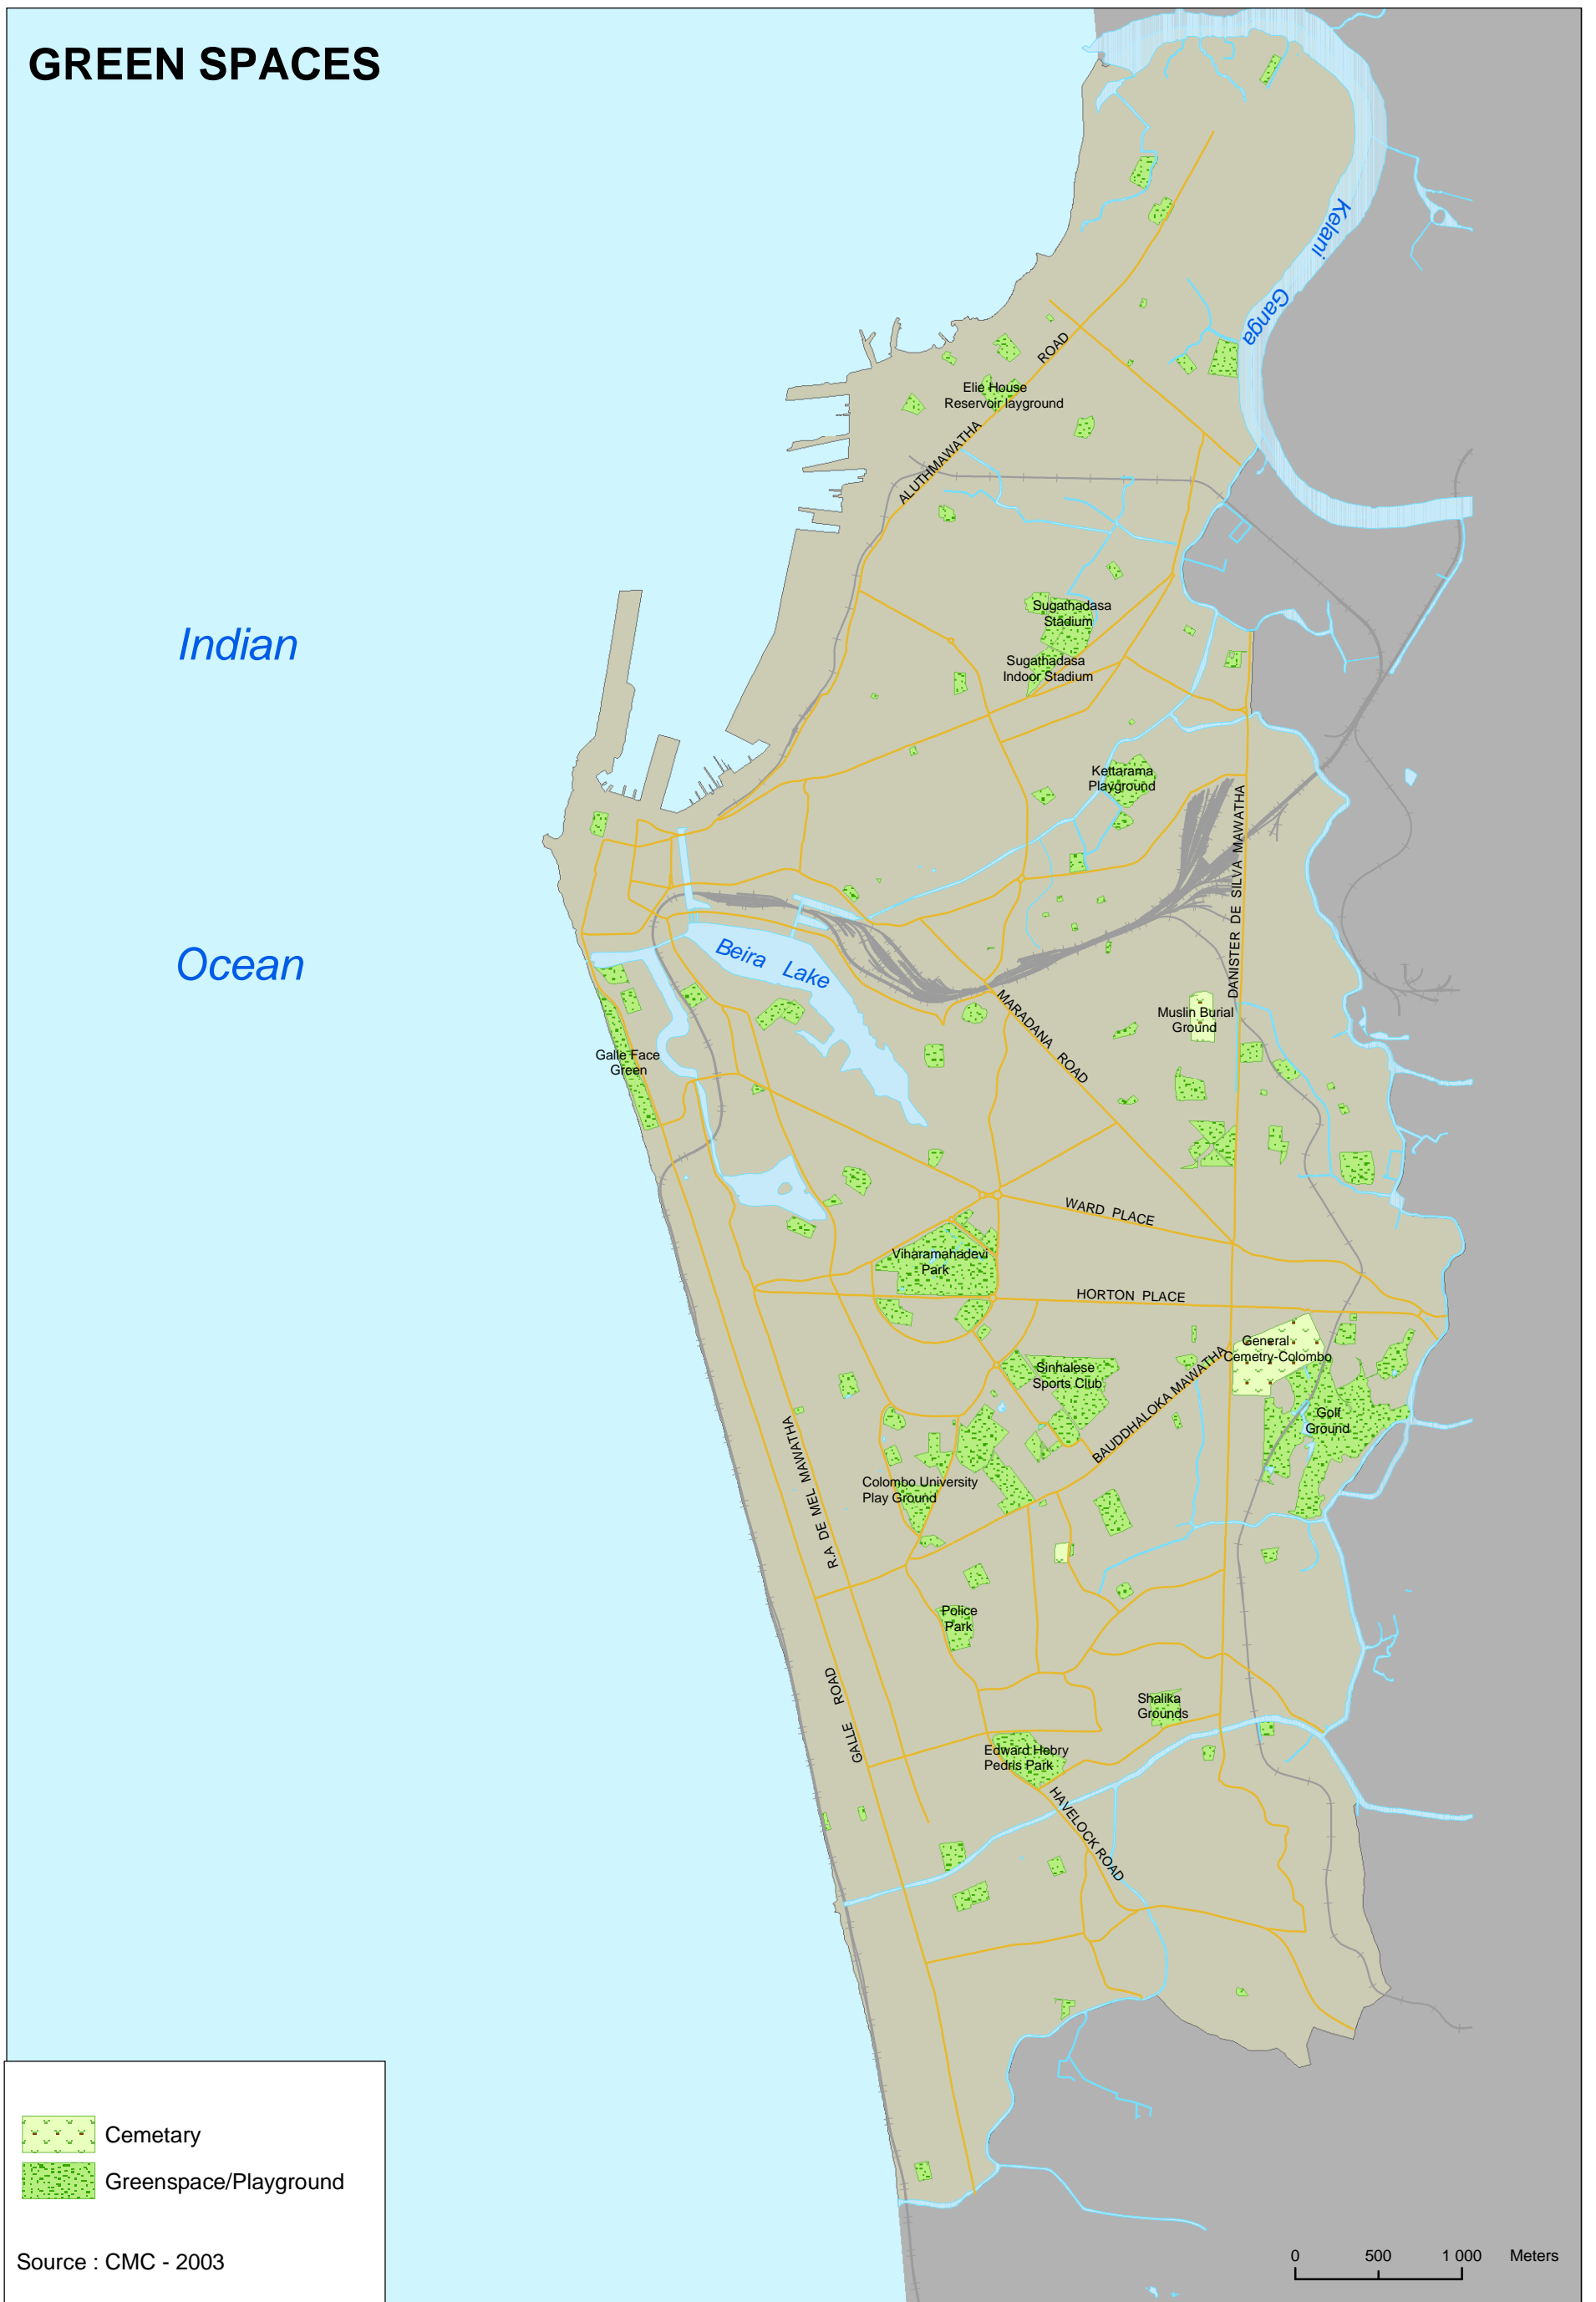 GREEN SPACES
Kelani
Ganga
ROAD
Elie House
Reservoir layground
ALUTHMAWATHA
Indian
Sugathadasa
Stadium
Sugathadasa
Indoor Stadium
Kettarama
Playground
DANISTER DE SILVA MAWATHA
Ocean
Beira Lake
MARADANA ROAD
Muslin Burial
Ground
Galle Face
Green
WARD PLACE
Viharamahadevi
Park
HORTON PLACE
General
Cemetry-Colombo
Sinhalese
Sports Club
BAUDDHALOKA MAWATHA
Golf
Ground
R.A DE MEL MAWATHA
Colombo University
Play Ground
Police
Park
GALLE ROAD
Shalika
Grounds
Edward Hebry
Pedris Park
HAVELOCK ROAD
Cemetary
Greenspace/Playground
Source : CMC - 2003
0 500 1 000 Meters